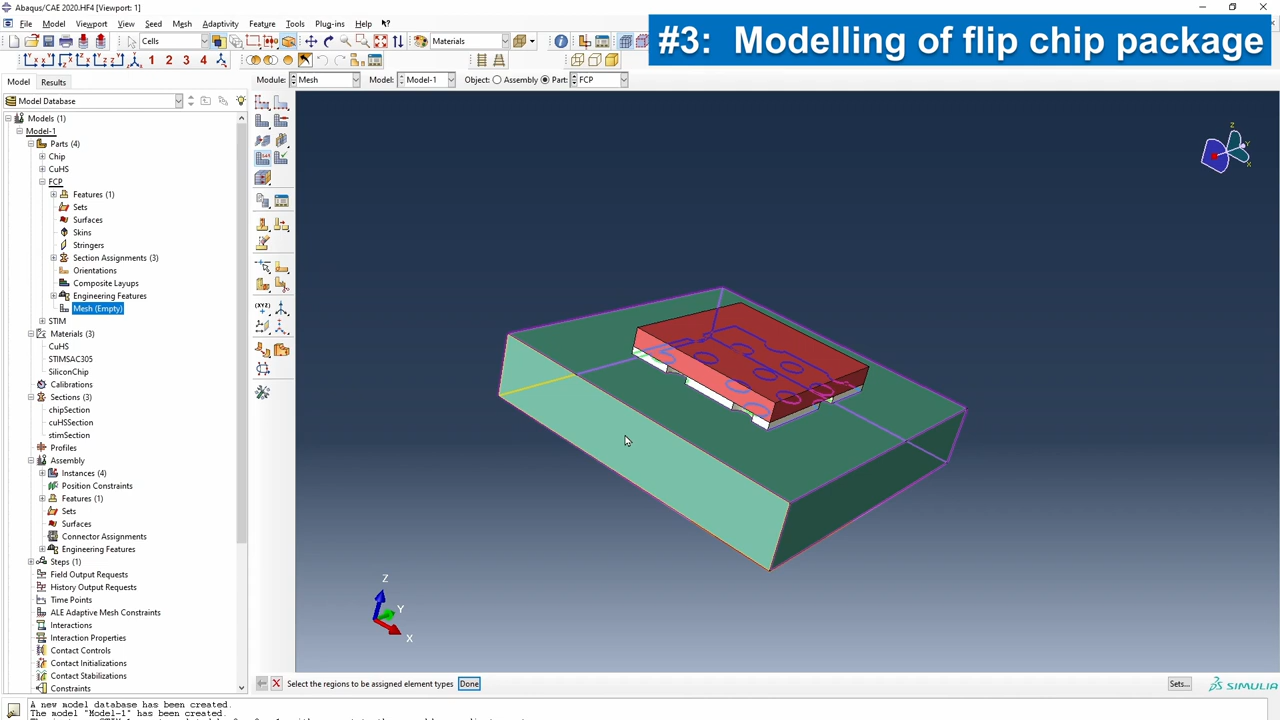 Abaqus/CAE 2020.HF4 [Viewport: 1]
File Model Viewport View Seed Mesh Adaptivity Feature Tools Plug-ins Help
#3: Modelling of flip chip package
Cells
Materials
1 2 3 4
Model Results
Module: Mesh Model: Model-1 Object: Assembly Part: FCP
Model Database
Models (1)
Model-1
Parts (4)
Chip
CuHS
FCP
Features (1)
Sets
Surfaces
Skins
Stringers
Section Assignments (3)
Orientations
Composite Layups
Engineering Features
Mesh (Empty)
STIM
Materials (3)
CuHS
STIMSAC305
SiliconChip
Calibrations
Sections (3)
chipSection
cuHSSection
stimSection
Profiles
Assembly
Instances (4)
Position Constraints
Features (1)
Sets
Surfaces
Connector Assignments
Engineering Features
Steps (1)
Field Output Requests
History Output Requests
Time Points
ALE Adaptive Mesh Constraints
Interactions
Interaction Properties
Contact Controls
Contact Initializations
Contact Stabilizations
Constraints
Z
Y
X
Z
Y
X
Select the regions to be assigned element types Done
Sets...
SIMULIA
A new model database has been created.
The model "Model-1" has been created.